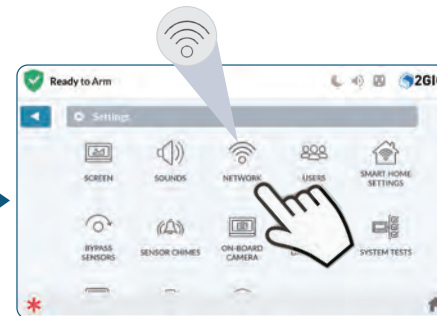 Ready to Arm
2GI
Settings
SCREEN
SOUNDS
NETWORK
USERS
SMART HOME
SETTINGS
BYPASS
SENSORS
SENSOR CHIMES
ON-BOARD
CAMERA
SYSTEM TESTS